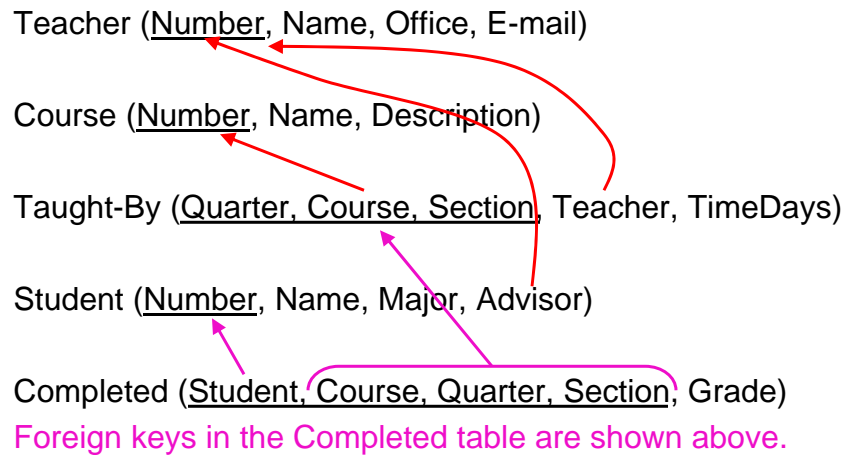 Teacher (Number, Name, Office, E-mail)
Course (Number, Name, Description)
Taught-By (Quarter, Course, Section, Teacher, TimeDays)
Student (Number, Name, Major, Advisor)
Completed (Student, Course, Quarter, Section, Grade)
Foreign keys in the Completed table are shown above.